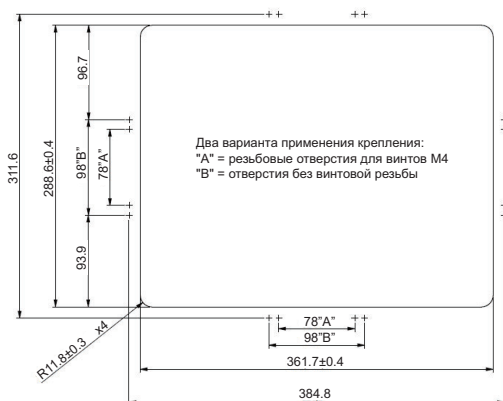 96.7
311.6
288.6±0.4
98"B"
78"A"
93.9
Два варианта применения крепления:
"A" = резьбовые отверстия для винтов М4
"B" = отверстия без винтовой резьбы
R11.8±0.3 x4
78"A"
98"B"
361.7±0.4
384.8